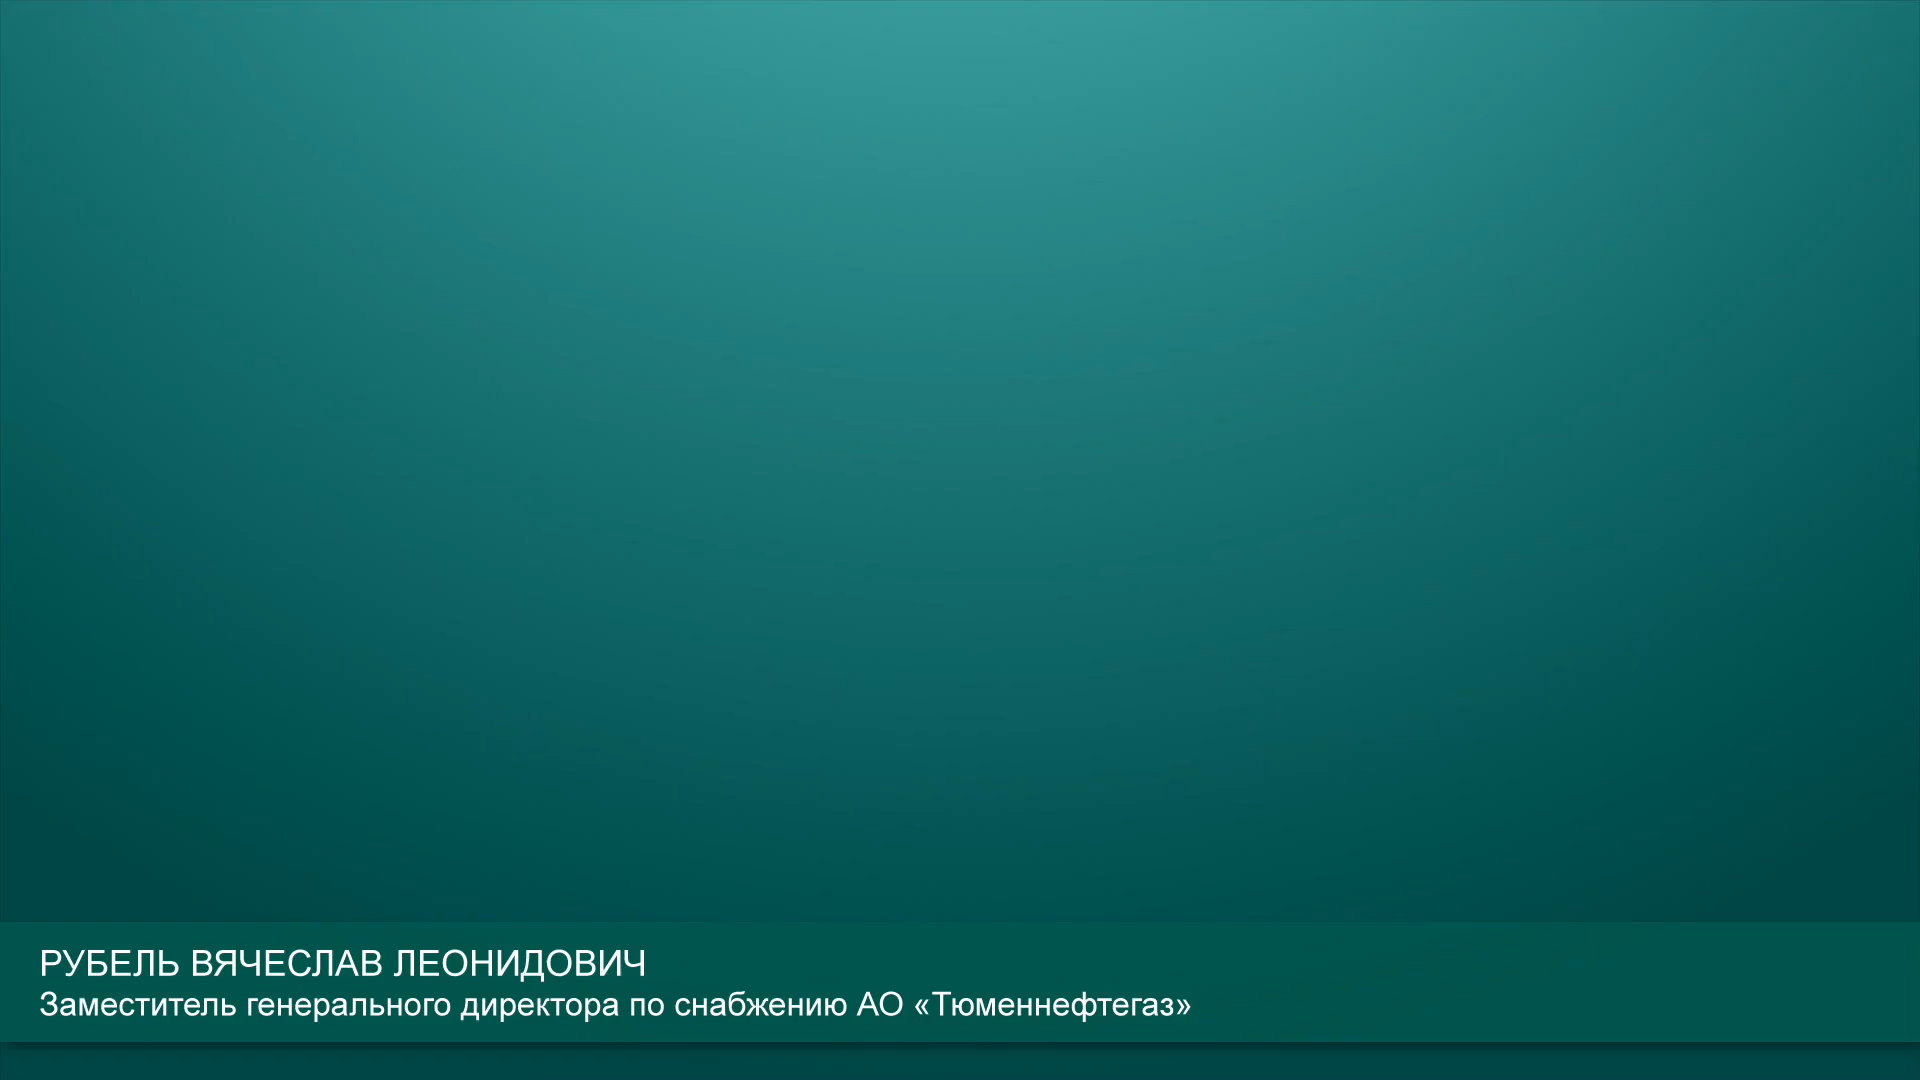 РУБЕЛЬ ВЯЧЕСЛАВ ЛЕОНИДОВИЧ
Заместитель генерального директора по снабжению АО «Тюменнефтегаз»